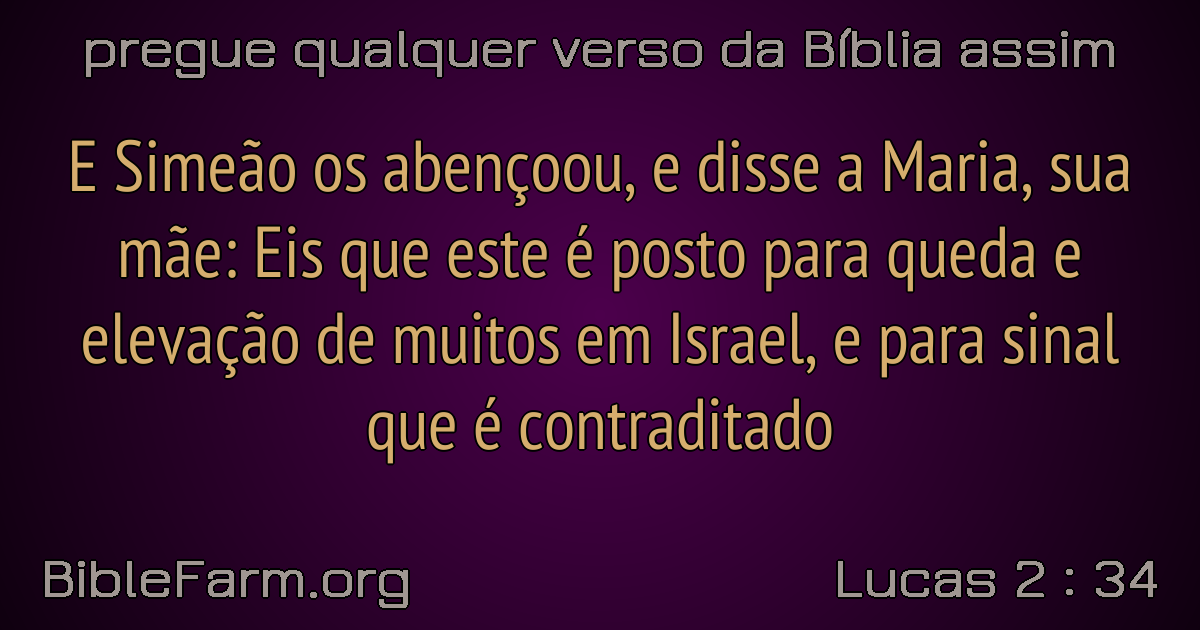 pregue qualquer verso da Bíblia assim
E Simeão os abençoou, e disse a Maria, sua
mãe: Eis que este é posto para queda e
elevação de muitos em Israel, e para sinal
que é contraditado
BibleFarm.org
Lucas 2 : 34